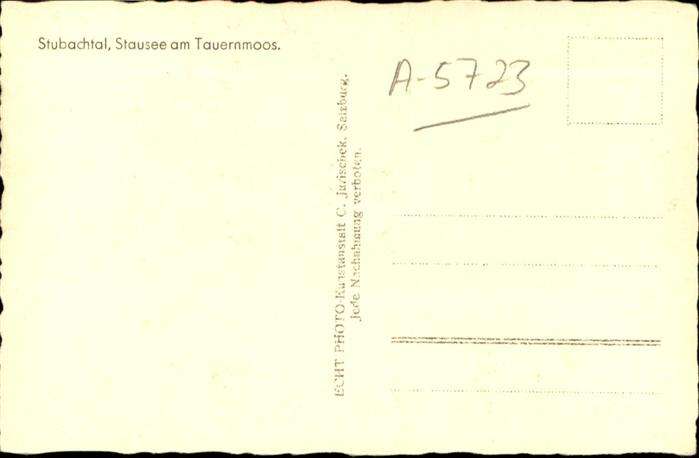 Stubachtal, Stausee am Tauernmoos.
A-5723
ECHT PHOTO-Kunstanstalt C. Jurischek, Salzburg.
Jede Nachahmung verboten.